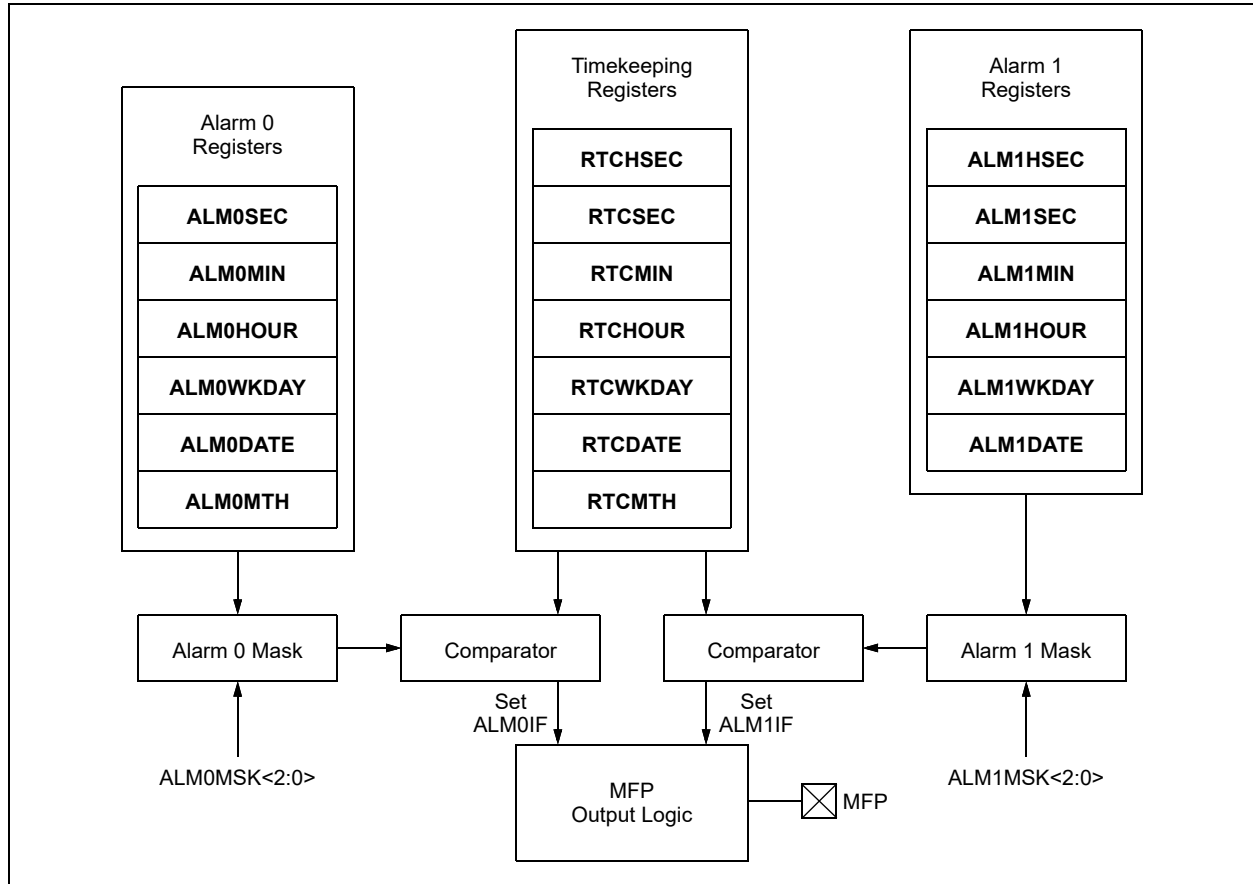 Alarm 0
Registers
ALM0SEC
ALM0MIN
ALM0HOUR
ALM0WKDAY
ALM0DATE
ALM0MTH
Timekeeping
Registers
RTCHSEC
RTCSEC
RTCMIN
RTCHOUR
RTCWKDAY
RTCDATE
RTCMTH
Alarm 1
Registers
ALM1HSEC
ALM1SEC
ALM1MIN
ALM1HOUR
ALM1WKDAY
ALM1DATE
Alarm 0 Mask
Comparator
Comparator
Alarm 1 Mask
Set
ALM0IF
Set
ALM1IF
ALM0MSK<2:0>
ALM1MSK<2:0>
MFP
Output Logic
MFP